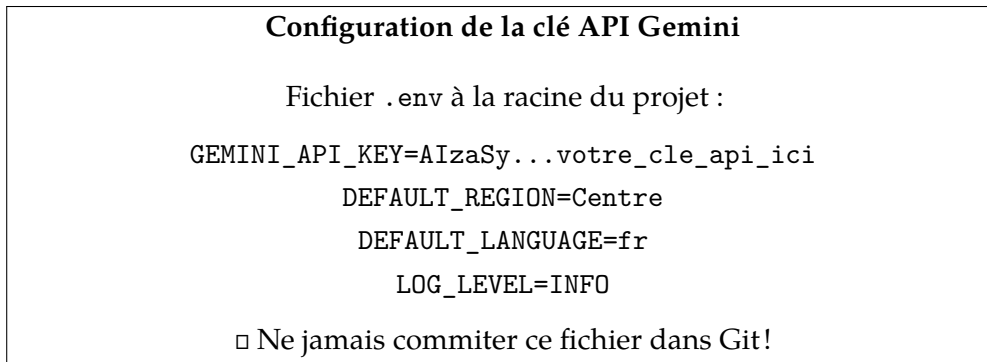 Configuration de la clé API Gemini
Fichier .env à la racine du projet :
GEMINI_API_KEY=AIzaSy...votre_cle_api_ici
DEFAULT_REGION=Centre
DEFAULT_LANGUAGE=fr
LOG_LEVEL=INFO
▯ Ne jamais commiter ce fichier dans Git !